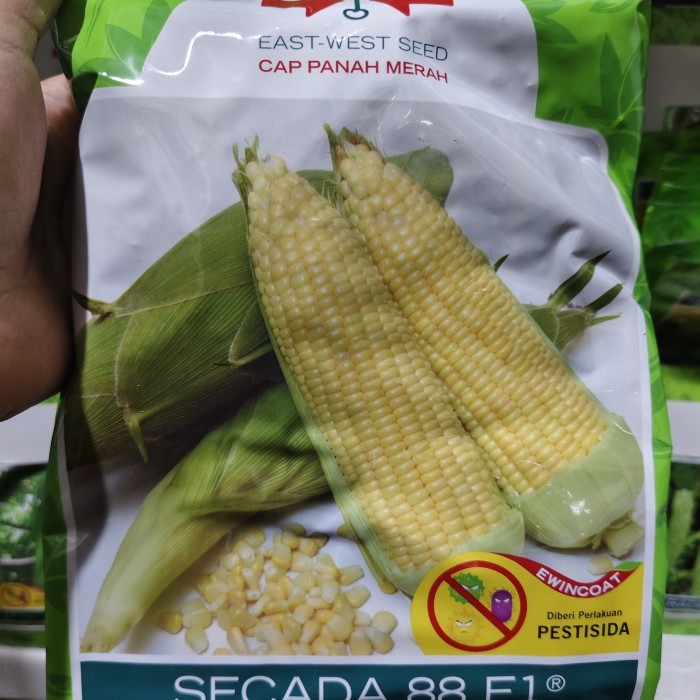 EAST-WEST SEED
CAP PANAH MERAH
EWINCOAT
Diberi Perlakuan
PESTISIDA
SECADA 88 F1®